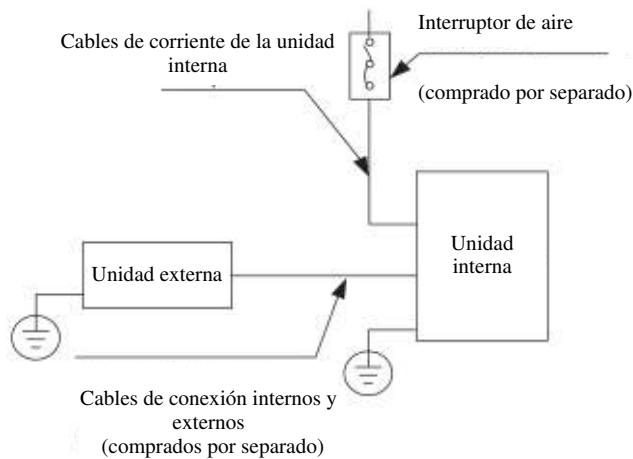 Cables de corriente de la unidad
interna
Interruptor de aire
(comprado por separado)
Unidad
interna
Unidad externa
Cables de conexión internos y
externos
(comprados por separado)